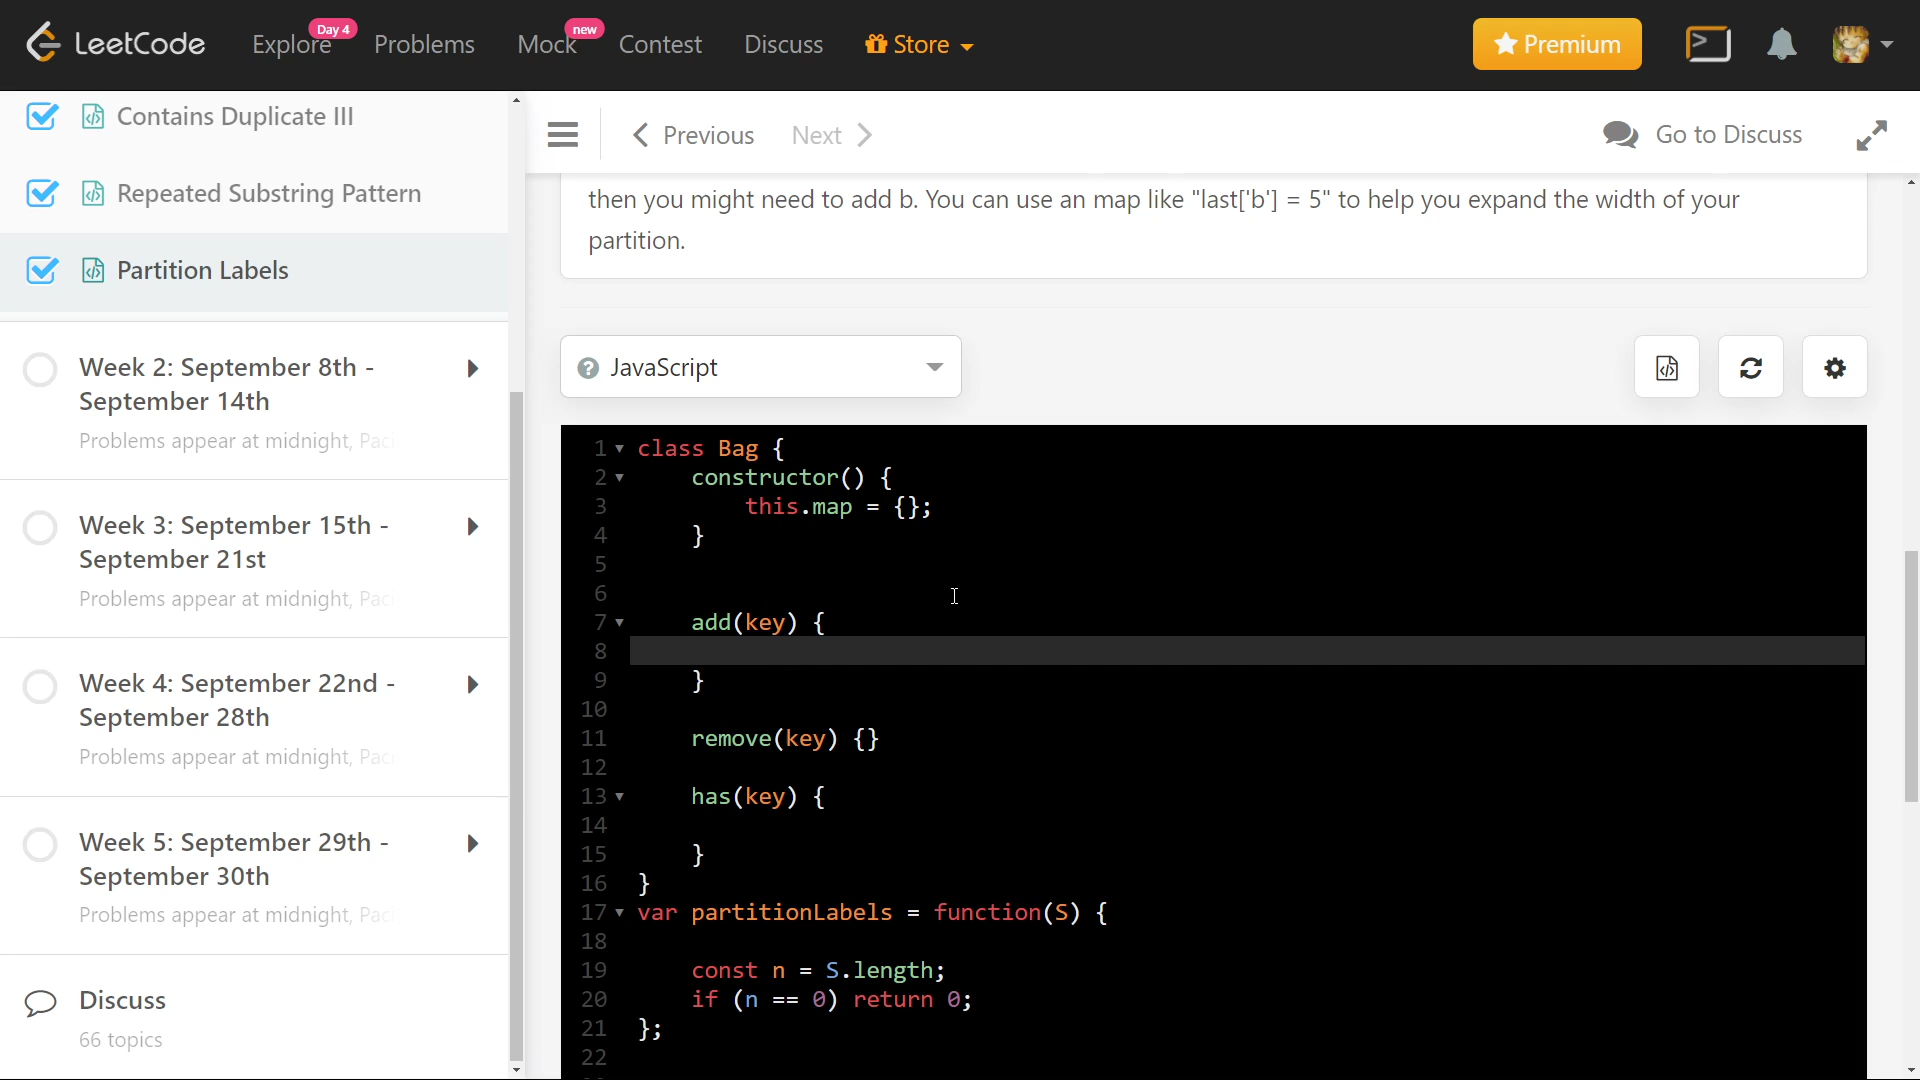 LeetCode
Explore
Day 4
Problems
Mock
new
Contest
Discuss
Store
Premium
Contains Duplicate III
Repeated Substring Pattern
Partition Labels
Week 2: September 8th -
September 14th
Problems appear at midnight,
Week 3: September 15th -
September 21st
Problems appear at midnight,
Week 4: September 22nd -
September 28th
Problems appear at midnight,
Week 5: September 29th -
September 30th
Problems appear at midnight,
Discuss
66 topics
Previous
Next
Go to Discuss
then you might need to add b. You can use an map like "last['b'] = 5" to help you expand the width of your
partition.
JavaScript
1 class Bag {
2     constructor() {
3         this.map = {};
4     }
5
6
7     add(key) {
8
9     }
10
11     remove(key) {}
12
13     has(key) {
14
15     }
16 }
17 var partitionLabels = function(S) {
18
19     const n = S.length;
20     if (n == 0) return 0;
21 };
22